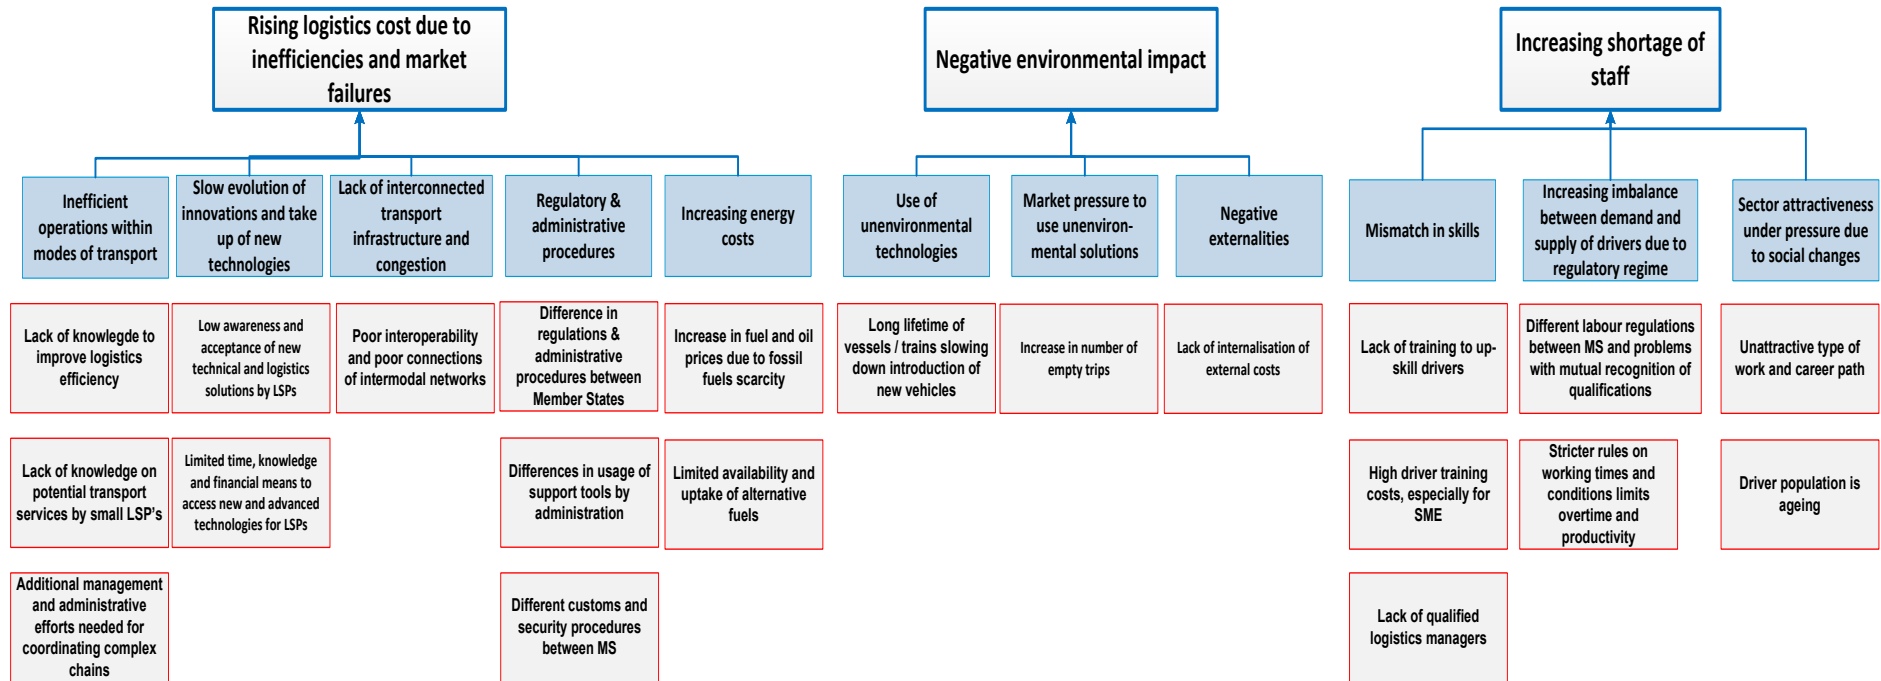 Rising logistics cost due to
inefficiencies and market
failures
Negative environmental impact
Increasing shortage of
staff
Inefficient
operations within
modes of transport
Slow evolution of
innovations and take
up of new
technologies
Lack of interconnected
transport
infrastructure and
congestion
Regulatory &
administrative
procedures
Increasing energy
costs
Use of
unenvironmental
technologies
Market pressure to
use unenviron-
mental solutions
Negative
externalities
Mismatch in skills
Increasing imbalance
between demand and
supply of drivers due to
regulatory regime
Sector attractiveness
under pressure due
to social changes
Lack of knowlegde to
improve logistics
efficiency
Low awareness and
acceptance of new
technical and logistics
solutions by LSPs
Poor interoperability
and poor connections
of intermodal networks
Difference in
regulations &
administrative
procedures between
Member States
Increase in fuel and oil
prices due to fossil
fuels scarcity
Long lifetime of
vessels / trains slowing
down introduction of
new vehicles
Increase in number of
empty trips
Lack of internalisation of
external costs
Lack of training to up-
skill drivers
Different labour regulations
between MS and problems
with mutual recognition of
qualifications
Unattractive type of
work and career path
Lack of knowledge on
potential transport
services by small LSP's
Limited time, knowledge
and financial means to
access new and advanced
technologies for LSPs
Differences in usage of
support tools by
administration
Limited availability and
uptake of alternative
fuels
High driver training
costs, especially for
SME
Stricter rules on
working times and
conditions limits
overtime and
productivity
Driver population is
ageing
Additional management
and administrative
efforts needed for
coordinating complex
chains
Different customs and
security procedures
between MS
Lack of qualified
logistics managers